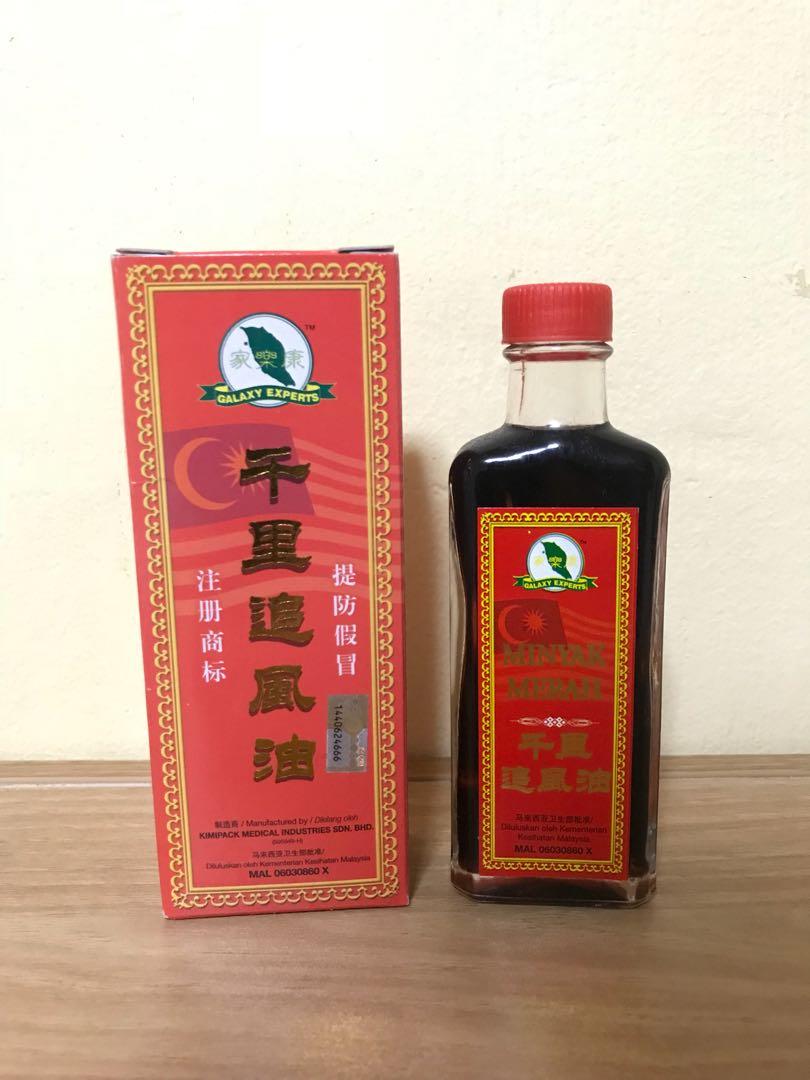 TM
家樂康
GALAXY EXPERTS
千里追風油
提防假冒
注册商标
1440624666
制造商 / Manufactured by / Dikilang oleh
KIMIPACK MEDICAL INDUSTRIES SDN. BHD.
马来西亚卫生部批准/
Diluluskan oleh Kementerian Kesihatan Malaysia
MAL 06030860 X
GALAXY EXPERTS
MINYAK
MERAH
千里
追風油
马来西亚卫生部批准/
Diluluskan oleh Kementerian
Kesihatan Malaysia.
MAL 06030860 X